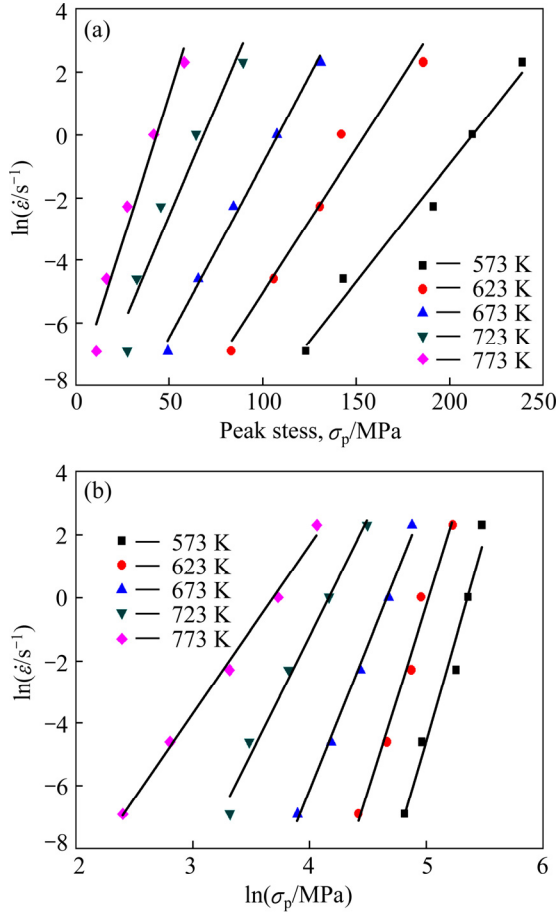 (a)
4
2
0
−2
−4
−6
−8
ln(ε̇/s⁻¹)
573 K
623 K
673 K
723 K
773 K
0 50 100 150 200 250
Peak stess, σp/MPa
(b)
4
2
0
−2
−4
−6
−8
ln(ε̇/s⁻¹)
573 K
623 K
673 K
723 K
773 K
2 3 4 5 6
ln(σp/MPa)